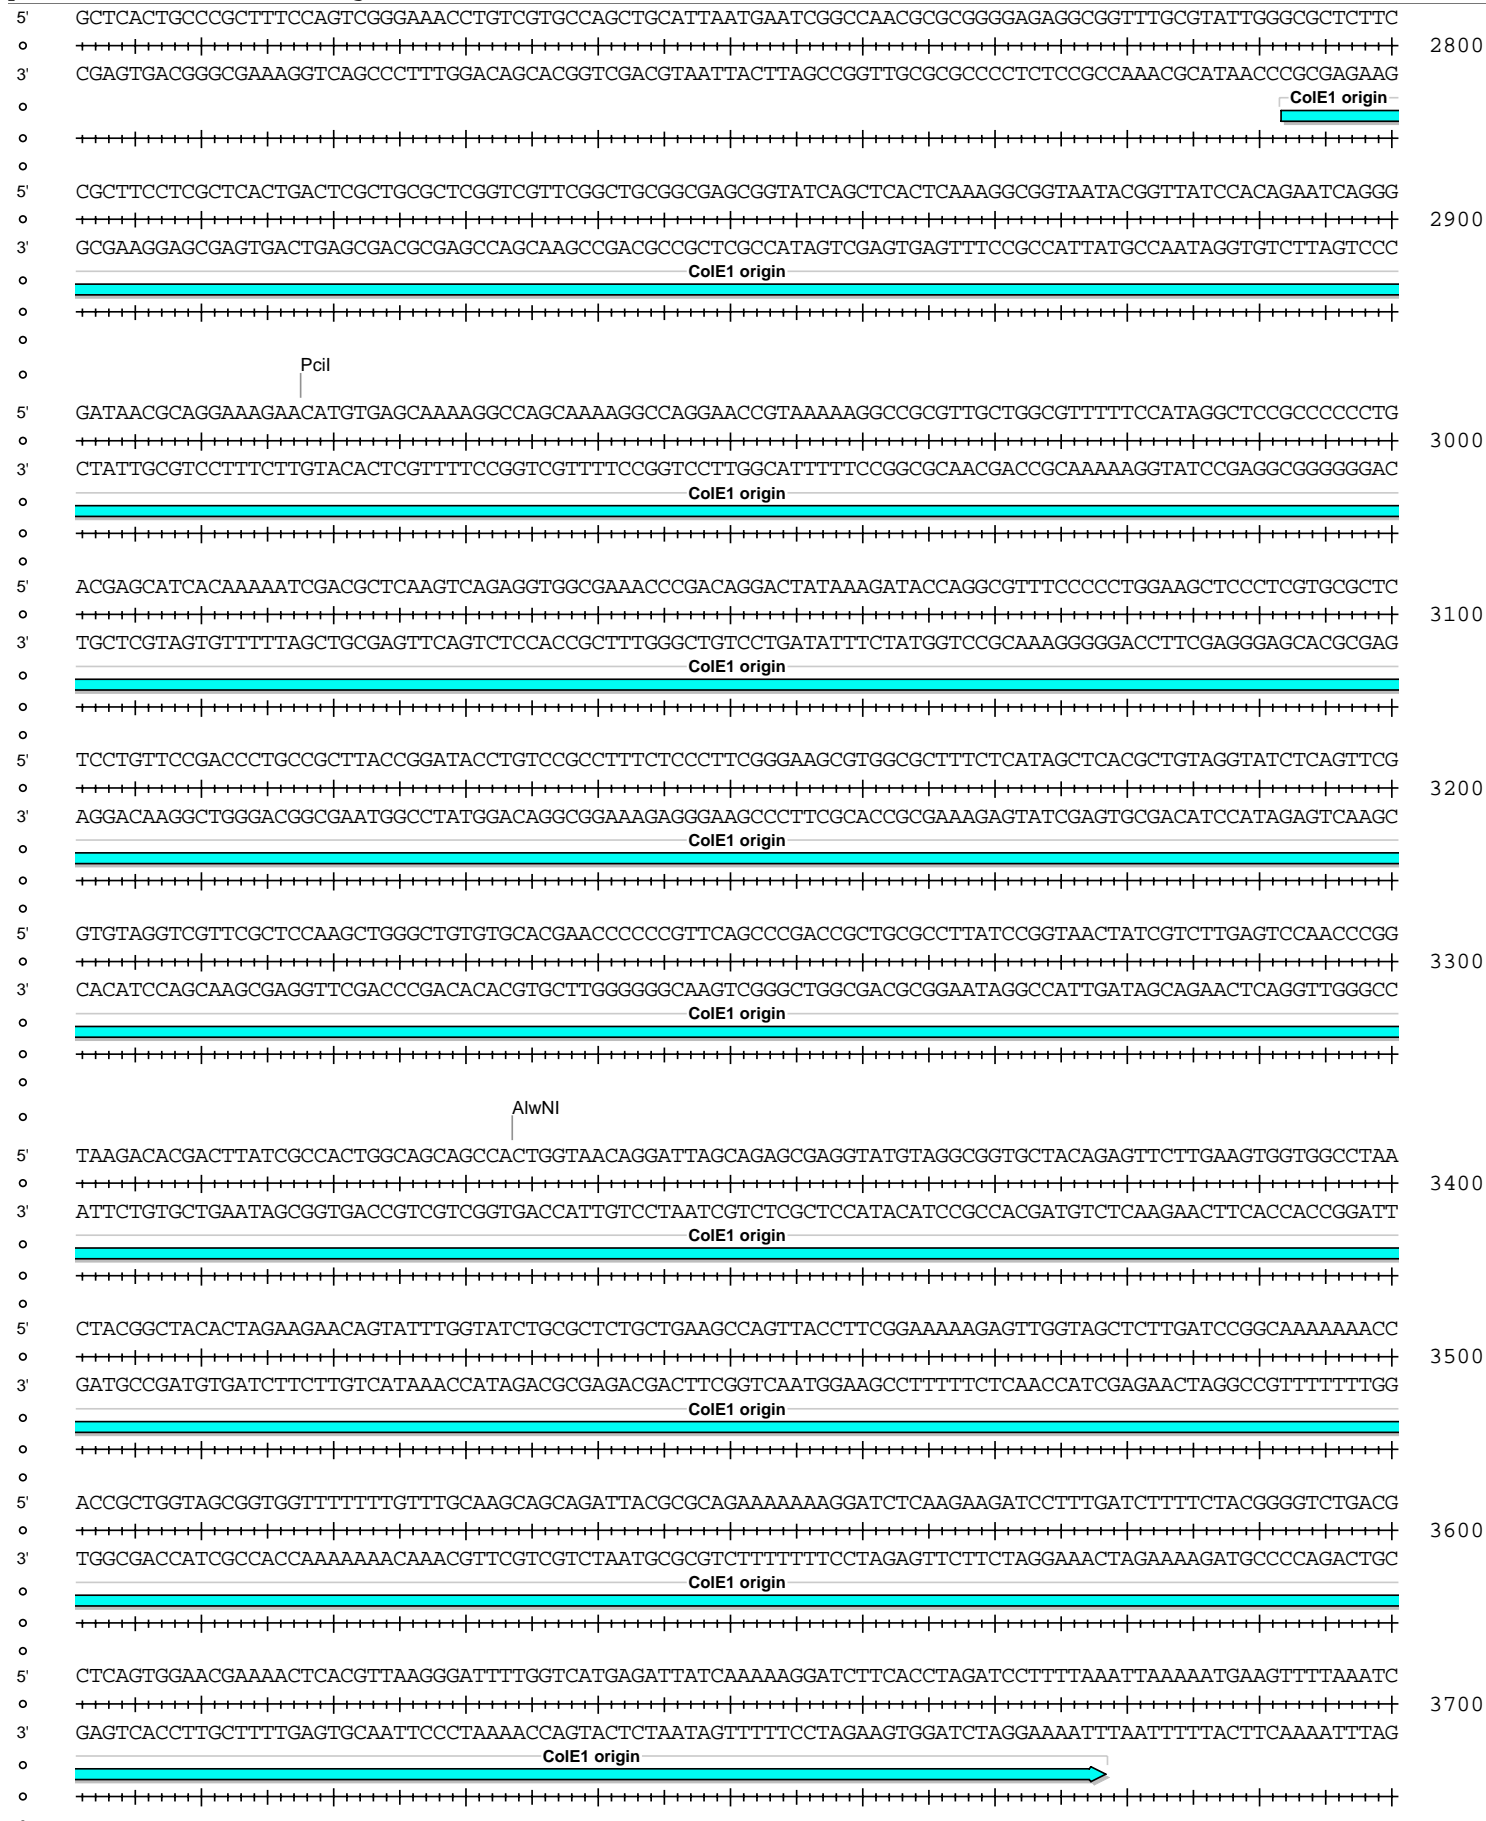 5' GCTCACTGCCCGCTTTCCAGTCGGGAAACCTGTCGTGCCAGCTGCATTAATGAATCGGCCAACGCGCGGGGAGAGGCGGTTTGCGTATTGGGCGCTCTTC
2800
3' CGAGTGACGGGCGAAAGGTCAGCCCTTTGGACAGCACGGTCGACGTAATTACTTAGCCGGTTGCGCGCCCCTCTCCGCCAAACGCATAACCCGCGAGAAG
ColE1 origin
5' CGCTTCCTCGCTCACTGACTCGCTGCGCTCGGTCGTTCGGCTGCGGCGAGCGGTATCAGCTCACTCAAAGGCGGTAATACGGTTATCCACAGAATCAGGG
2900
3' GCGAAGGAGCGAGTGACTGAGCGACGCGAGCCAGCAAGCCGACGCCGCTCGCCATAGTCGAGTGAGTTTCCGCCATTATGCCAATAGGTGTCTTAGTCCC
ColE1 origin
PciI
5' GATAACGCAGGAAAGAACATGTGAGCAAAAGGCCAGCAAAAGGCCAGGAACCGTAAAAAGGCCGCGTTGCTGGCGTTTTTCCATAGGCTCCGCCCCCCTG
3000
3' CTATTGCGTCCTTTCTTGTACACTCGTTTTCCGGTCGTTTTCCGGTCCTTGGCATTTTTCCGGCGCAACGACCGCAAAAAGGTATCCGAGGCGGGGGGAC
ColE1 origin
5' ACGAGCATCACAAAAATCGACGCTCAAGTCAGAGGTGGCGAAACCCGACAGGACTATAAAGATACCAGGCGTTTCCCCCTGGAAGCTCCCTCGTGCGCTC
3100
3' TGCTCGTAGTGTTTTTAGCTGCGAGTTCAGTCTCCACCGCTTTGGGCTGTCCTGATATTTCTATGGTCCGCAAAGGGGGACCTTCGAGGGAGCACGCGAG
ColE1 origin
5' TCCTGTTCCGACCCTGCCGCTTACCGGATACCTGTCCGCCTTTCTCCCTTCGGGAAGCGTGGCGCTTTCTCATAGCTCACGCTGTAGGTATCTCAGTTCG
3200
3' AGGACAAGGCTGGGACGGCGAATGGCCTATGGACAGGCGGAAAGAGGGAAGCCCTTCGCACCGCGAAAGAGTATCGAGTGCGACATCCATAGAGTCAAGC
ColE1 origin
5' GTGTAGGTCGTTCGCTCCAAGCTGGGCTGTGTGCACGAACCCCCCGTTCAGCCCGACCGCTGCGCCTTATCCGGTAACTATCGTCTTGAGTCCAACCCGG
3300
3' CACATCCAGCAAGCGAGGTTCGACCCGACACACGTGCTTGGGGGGCAAGTCGGGCTGGCGACGCGGAATAGGCCATTGATAGCAGAACTCAGGTTGGGCC
ColE1 origin
AlwNI
5' TAAGACACGACTTATCGCCACTGGCAGCAGCCACTGGTAACAGGATTAGCAGAGCGAGGTATGTAGGCGGTGCTACAGAGTTCTTGAAGTGGTGGCCTAA
3400
3' ATTCTGTGCTGAATAGCGGTGACCGTCGTCGGTGACCATTGTCCTAATCGTCTCGCTCCATACATCCGCCACGATGTCTCAAGAACTTCACCACCGGATT
ColE1 origin
5' CTACGGCTACACTAGAAGAACAGTATTTGGTATCTGCGCTCTGCTGAAGCCAGTTACCTTCGGAAAAAGAGTTGGTAGCTCTTGATCCGGCAAAAAAACC
3500
3' GATGCCGATGTGATCTTCTTGTCATAAACCATAGACGCGAGACGACTTCGGTCAATGGAAGCCTTTTTCTCAACCATCGAGAACTAGGCCGTTTTTTTGG
ColE1 origin
5' ACCGCTGGTAGCGGTGGTTTTTTTGTTTGCAAGCAGCAGATTACGCGCAGAAAAAAAGGATCTCAAGAAGATCCTTTGATCTTTTCTACGGGGTCTGACG
3600
3' TGGCGACCATCGCCACCAAAAAAACAAACGTTCGTCGTCTAATGCGCGTCTTTTTTTCCTAGAGTTCTTCTAGGAAACTAGAAAAGATGCCCCAGACTGC
ColE1 origin
5' CTCAGTGGAACGAAAACTCACGTTAAGGGATTTTGGTCATGAGATTATCAAAAAGGATCTTCACCTAGATCCTTTTAAATTAAAAATGAAGTTTTAAATC
3700
3' GAGTCACCTTGCTTTTGAGTGCAATTCCCTAAAACCAGTACTCTAATAGTTTTTCCTAGAAGTGGATCTAGGAAAATTTAATTTTTACTTCAAAATTTAG
ColE1 origin